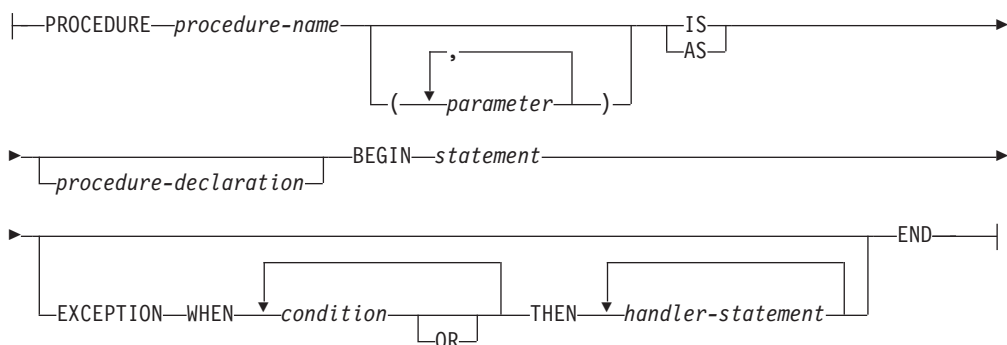 PROCEDURE procedure-name IS
AS
,
( parameter )
BEGIN statement
procedure-declaration
END
EXCEPTION WHEN condition THEN handler-statement
OR